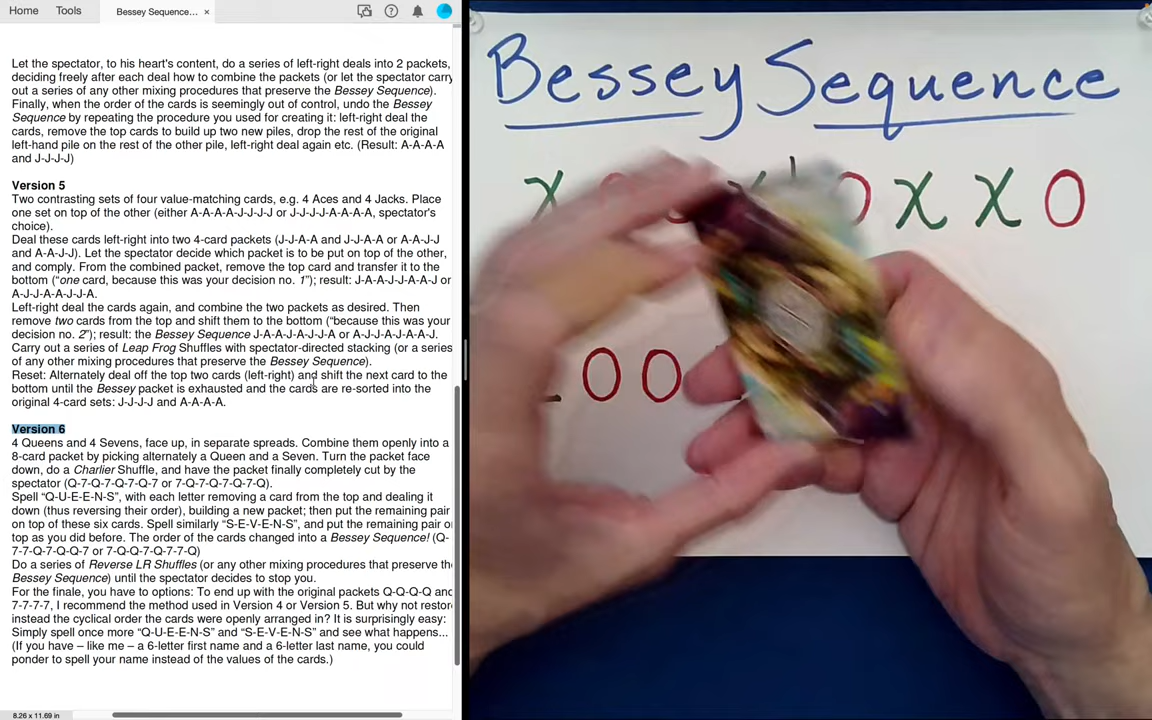 Home
Tools
Bessey Sequence... ×
Let the spectator, to his heart's content, do a series of left-right deals into 2 packets,
deciding freely after each deal how to combine the packets (or let the spectator carry
out a series of any other mixing procedures that preserve the Bessey Sequence).
Finally, when the order of the cards is seemingly out of control, undo the Bessey
Sequence by repeating the procedure you used for creating it: left-right deal the
cards, remove the top cards to build up two new piles, drop the rest of the original
left-hand pile on the rest of the other pile, left-right deal again etc. (Result: A-A-A-A
and J-J-J-J)
Version 5
Two contrasting sets of four value-matching cards, e.g. 4 Aces and 4 Jacks. Place
one set on top of the other (either A-A-A-A-J-J-J-J or J-J-J-J-A-A-A-A, spectator's
choice).
Deal these cards left-right into two 4-card packets (J-J-A-A and J-J-A-A or A-A-J-J
and A-A-J-J). Let the spectator decide which packet is to be put on top of the other,
and comply. From the combined packet, remove the top card and transfer it to the
bottom ("one card, because this was your decision no. 1"); result: J-A-A-J-J-A-A-J or
A-J-J-A-A-J-J-A.
Left-right deal the cards again, and combine the two packets as desired. Then
remove two cards from the top and shift them to the bottom ("because this was your
decision no. 2"); result: the Bessey Sequence J-A-A-J-A-J-J-A or A-J-J-A-J-A-A-J.
Carry out a series of Leap Frog Shuffles with spectator-directed stacking (or a series
of any other mixing procedures that preserve the Bessey Sequence).
Reset: Alternately deal off the top two cards (left-right) and shift the next card to the
bottom until the Bessey packet is exhausted and the cards are re-sorted into the
original 4-card sets: J-J-J-J and A-A-A-A.
Version 6
4 Queens and 4 Sevens, face up, in separate spreads. Combine them openly into a
8-card packet by picking alternately a Queen and a Seven. Turn the packet face
down, do a Charlier Shuffle, and have the packet finally completely cut by the
spectator (Q-7-Q-7-Q-7-Q-7 or 7-Q-7-Q-7-Q-7-Q).
Spell "Q-U-E-E-N-S", with each letter removing a card from the top and dealing it
down (thus reversing their order), building a new packet; then put the remaining pair
on top of these six cards. Spell similarly "S-E-V-E-N-S", and put the remaining pair o
top as you did before. The order of the cards changed into a Bessey Sequence! (Q-
7-7-Q-7-Q-Q-7 or 7-Q-Q-7-Q-7-7-Q)
Do a series of Reverse LR Shuffles (or any other mixing procedures that preserve the
Bessey Sequence) until the spectator decides to stop you.
For the finale, you have to options: To end up with the original packets Q-Q-Q-Q and
7-7-7-7, I recommend the method used in Version 4 or Version 5. But why not restor
instead the cyclical order the cards were openly arranged in? It is surprisingly easy:
Simply spell once more "Q-U-E-E-N-S" and "S-E-V-E-N-S" and see what happens...
(If you have – like me – a 6-letter first name and a 6-letter last name, you could
ponder to spell your name instead of the values of the cards.)
8.26 x 11.69 in
Bessey Sequence
X O X X O
O O